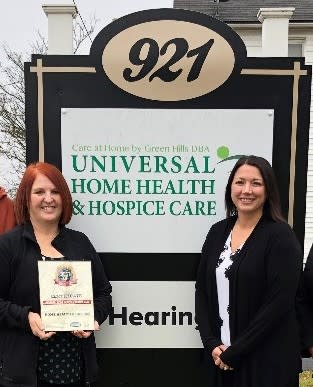 921
Care at Home by Green Hills DBA
UNIVERSAL
HOME HEALTH
& HOSPICE CARE
Hearing